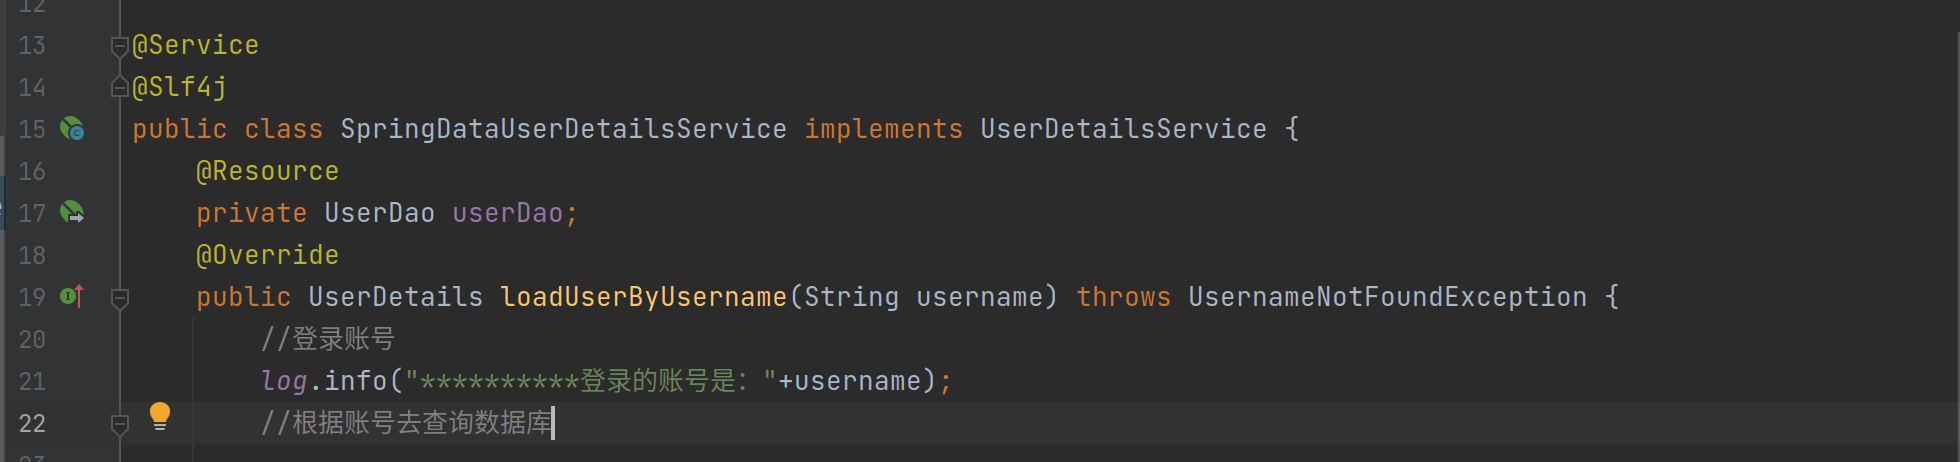 12
13 @Service
14 @Slf4j
15 public class SpringDataUserDetailsService implements UserDetailsService {
16 @Resource
17 private UserDao userDao;
18 @Override
19 public UserDetails loadUserByUsername(String username) throws UsernameNotFoundException {
20 //登录账号
21 log.info("**********登录的账号是："+username);
22 //根据账号去查询数据库
23